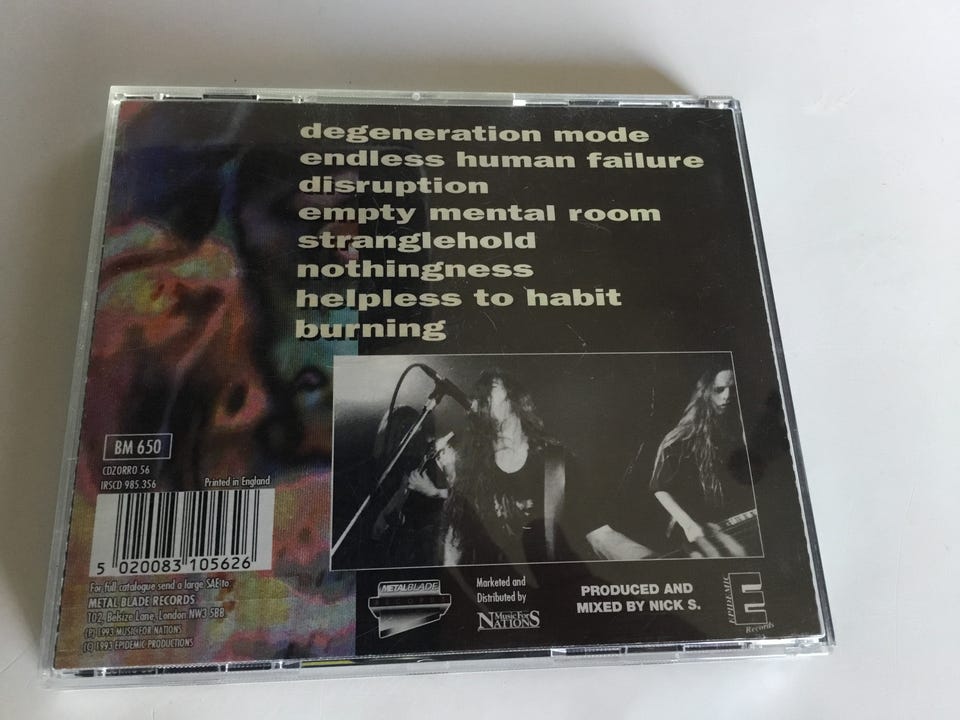 degeneration mode
endless human failure
disruption
empty mental room
stranglehold
nothingness
helpless to habit
burning
BM 650
CDZORRO 56
IRSCD 985.356
Printed in England
5 020083 105626
For full catalogue send a large SAE to:
METAL BLADE RECORDS
102, Belsize Lane, London NW3 5BB
(P) 1993 MUSIC FOR NATIONS
(C) 1993 EPIDEMIC PRODUCTIONS
METAL BLADE
RECORDS
Marketed and
Distributed by
Music For
NATIONS
PRODUCED AND
MIXED BY NICK S.
EPIDEMIC
Records